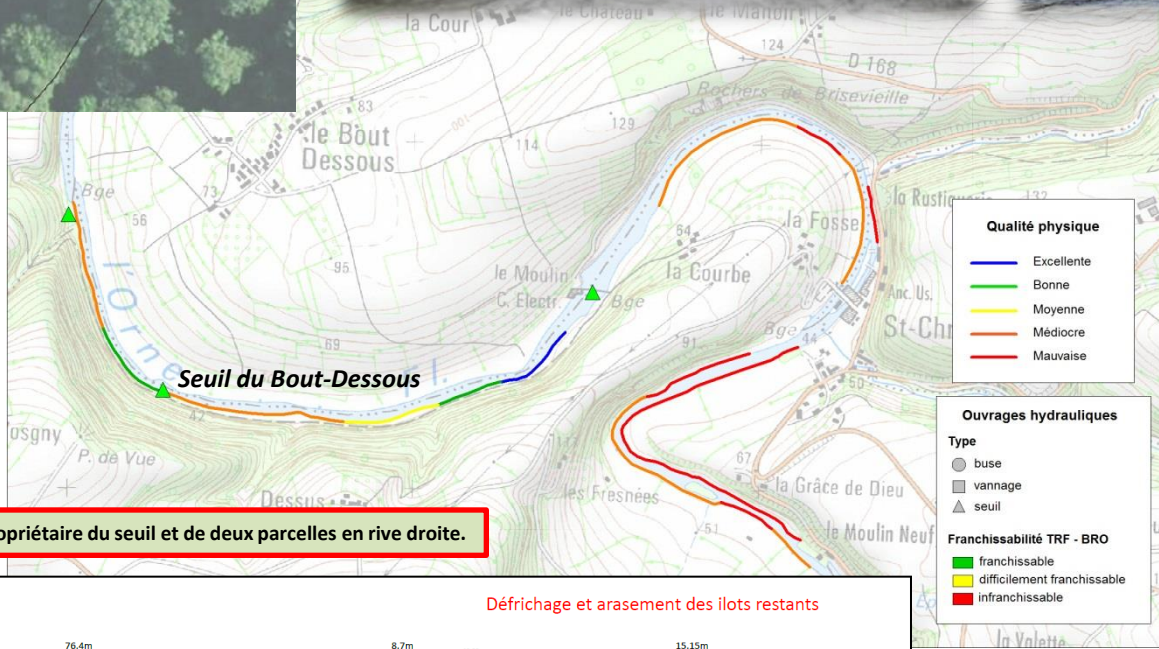 la Cour
le Château
le Manoir
124
D 168
83
Rochers de Brisevieille
le Bout
Dessous
129
114
Bge
73
56
la Fosse
132
64
95
le Moulin
C. Electr.
Bge
la Courbe
Anc. Us.
St-Chr
l'Orne
69
91
Bge
44
Seuil du Bout-Dessous
50
42
P. de Vue
67
Dessus
les Fresnées
la Grâce de Dieu
51
le Moulin Neuf
la Valette
Qualité physique
Excellente
Bonne
Moyenne
Médiocre
Mauvaise
Ouvrages hydrauliques
Type
buse
vannage
seuil
Franchissabilité TRF - BRO
franchissable
difficilement franchissable
infranchissable
opriétaire du seuil et de deux parcelles en rive droite.
Défrichage et arasement des ilots restants
76.4m
8.7m
15.15m